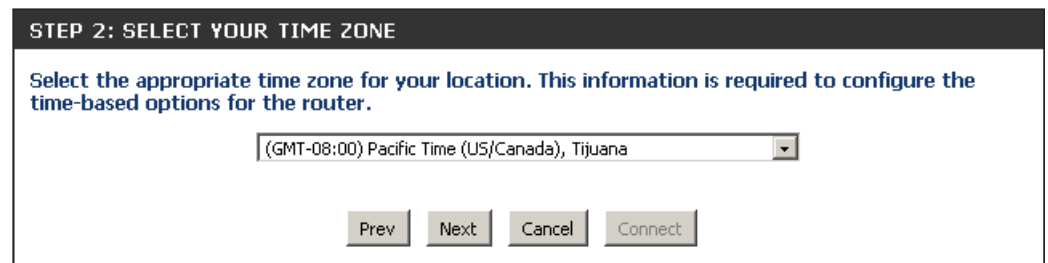 STEP 2: SELECT YOUR TIME ZONE
Select the appropriate time zone for your location. This information is required to configure the
time-based options for the router.
(GMT-08:00) Pacific Time (US/Canada), Tijuana
Prev Next Cancel Connect